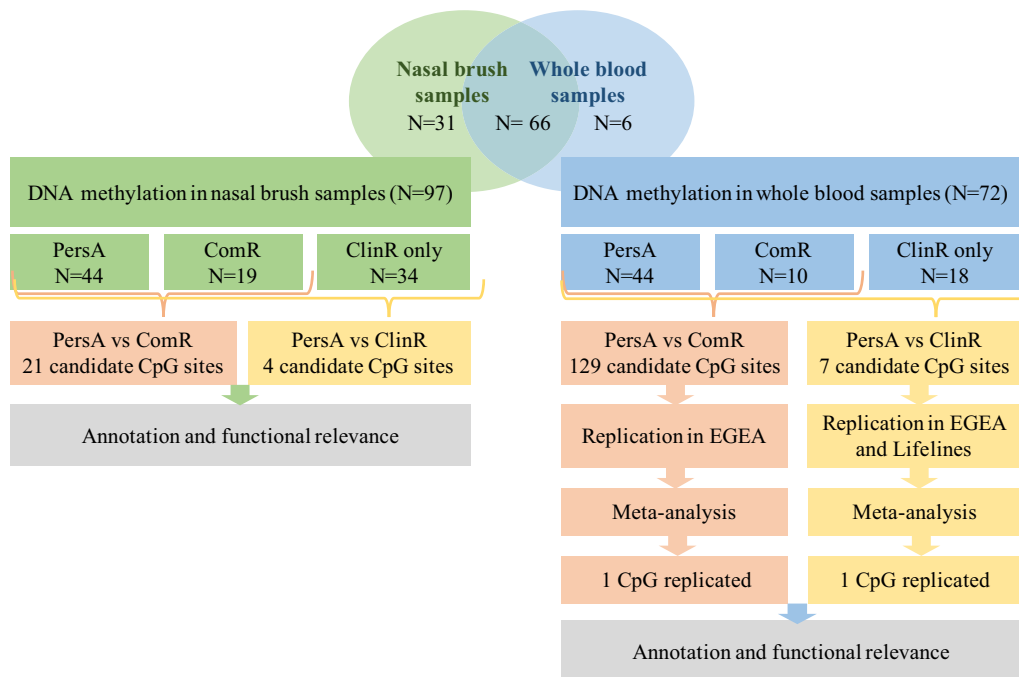 Nasal brush samples
Whole blood samples
N=31
N= 66
N=6
DNA methylation in nasal brush samples (N=97)
PersA
N=44
ComR
N=19
ClinR only
N=34
PersA vs ComR
21 candidate CpG sites
PersA vs ClinR
4 candidate CpG sites
Annotation and functional relevance
DNA methylation in whole blood samples (N=72)
PersA
N=44
ComR
N=10
ClinR only
N=18
PersA vs ComR
129 candidate CpG sites
PersA vs ClinR
7 candidate CpG sites
Replication in EGEA
Replication in EGEA
and Lifelines
Meta-analysis
Meta-analysis
1 CpG replicated
1 CpG replicated
Annotation and functional relevance